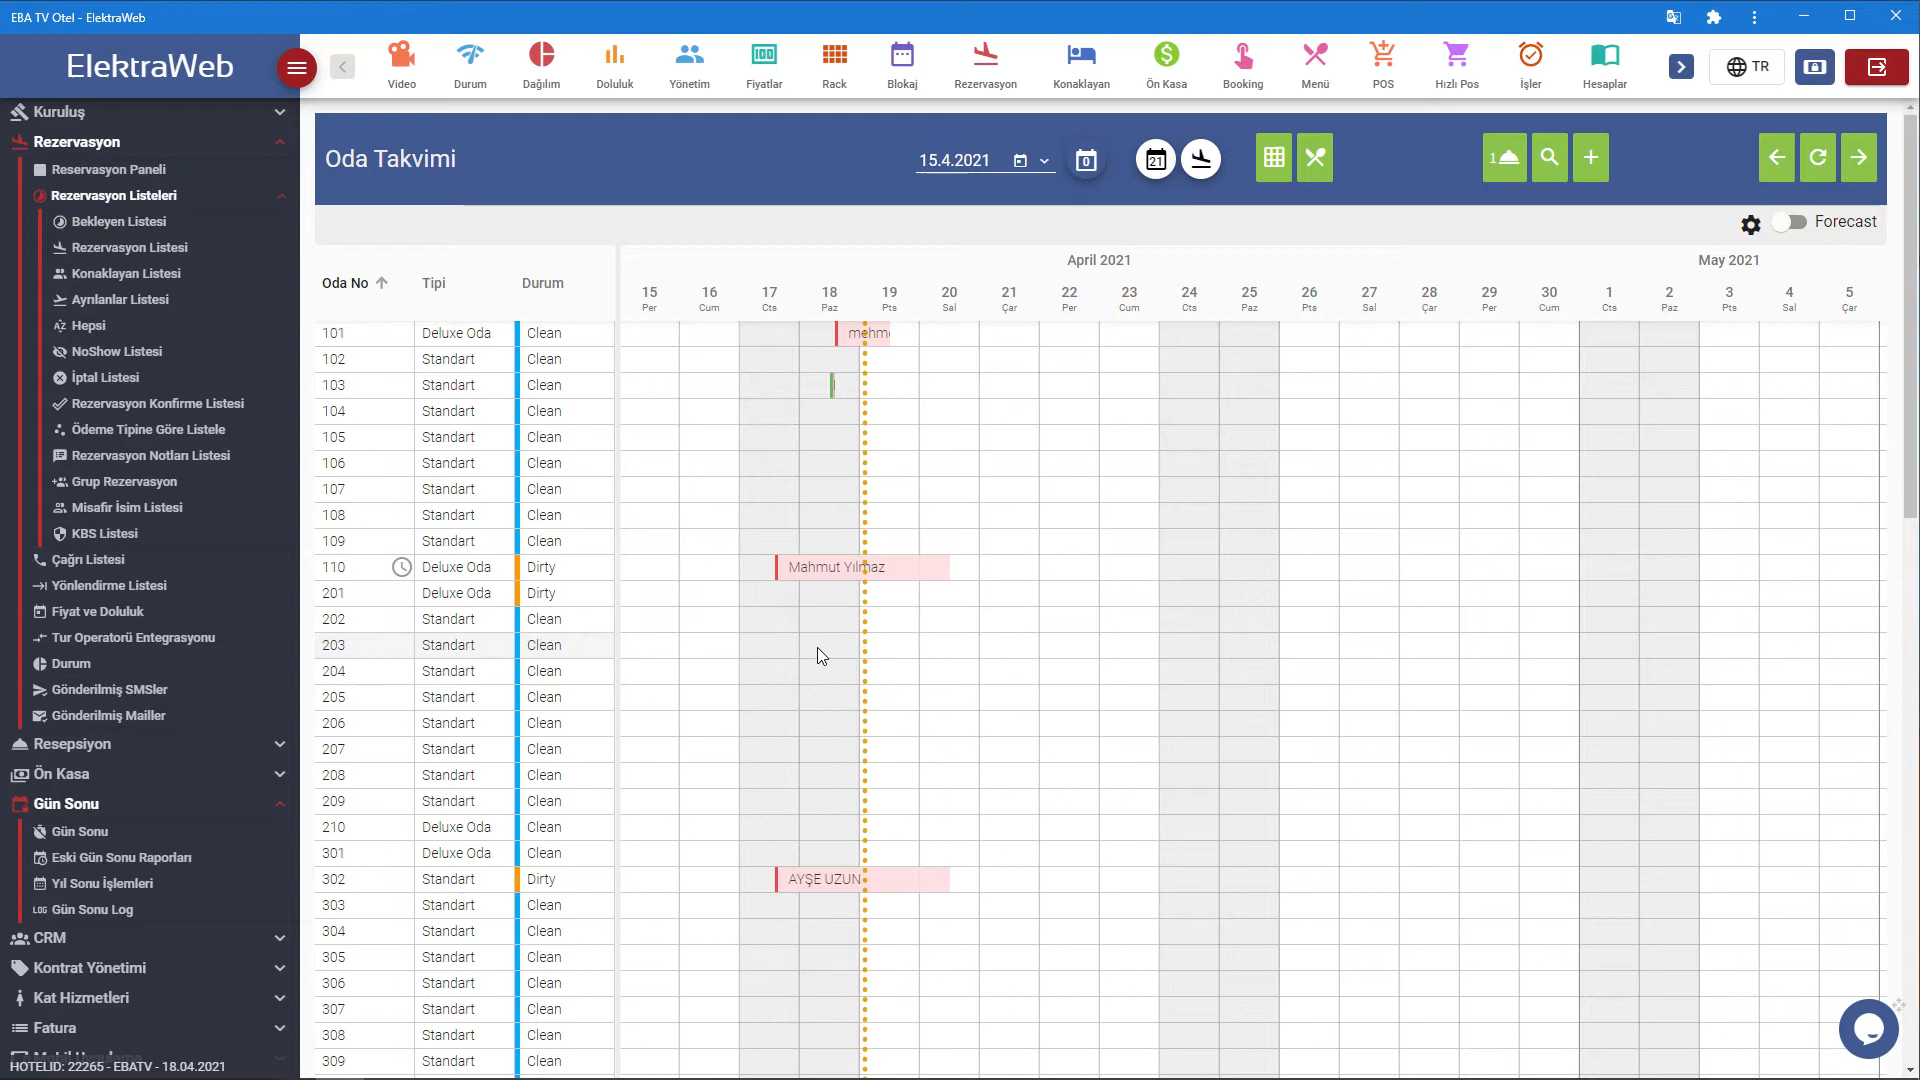 EBA TV Otel - ElektraWeb
ElektraWeb
Video
Durum
Dağılım
Doluluk
Yönetim
Fiyatlar
Rack
Blokaj
Rezervasyon
Konaklayan
Ön Kasa
Booking
Menü
POS
Hızlı Pos
İşler
Hesaplar
TR
Kuruluş
Rezervasyon
Reservasyon Paneli
Rezervasyon Listeleri
Bekleyen Listesi
Rezervasyon Listesi
Konaklayan Listesi
Ayrılanlar Listesi
Hepsi
NoShow Listesi
İptal Listesi
Rezervasyon Konfirme Listesi
Ödeme Tipine Göre Listele
Rezervasyon Notları Listesi
Grup Rezervasyon
Misafir İsim Listesi
KBS Listesi
Çağrı Listesi
Yönlendirme Listesi
Fiyat ve Doluluk
Tur Operatorü Entegrasyonu
Durum
Gönderilmiş SMSler
Gönderilmiş Mailler
Resepsiyon
Ön Kasa
Gün Sonu
Gün Sonu
Eski Gün Sonu Raporları
Yıl Sonu İşlemleri
LOG Gün Sonu Log
CRM
Kontrat Yönetimi
Kat Hizmetleri
Fatura
HOTELID: 22265 - EBATV - 18.04.2021
Oda Takvimi
15.4.2021
0
21
1
Forecast
April 2021 May 2021
Oda No Tipi Durum
15 16 17 18 19 20 21 22 23 24 25 26 27 28 29 30 1 2 3 4 5
Per Cum Cts Paz Pts Sal Çar Per Cum Cts Paz Pts Sal Çar Per Cum Cts Paz Pts Sal Çar
101 Deluxe Oda Clean mehm
102 Standart Clean
103 Standart Clean
104 Standart Clean
105 Standart Clean
106 Standart Clean
107 Standart Clean
108 Standart Clean
109 Standart Clean
110 Deluxe Oda Dirty Mahmut Yılmaz
201 Deluxe Oda Dirty
202 Standart Clean
203 Standart Clean
204 Standart Clean
205 Standart Clean
206 Standart Clean
207 Standart Clean
208 Standart Clean
209 Standart Clean
210 Deluxe Oda Clean
301 Deluxe Oda Clean
302 Standart Dirty AYŞE UZUN
303 Standart Clean
304 Standart Clean
305 Standart Clean
306 Standart Clean
307 Standart Clean
308 Standart Clean
309 Standart Clean